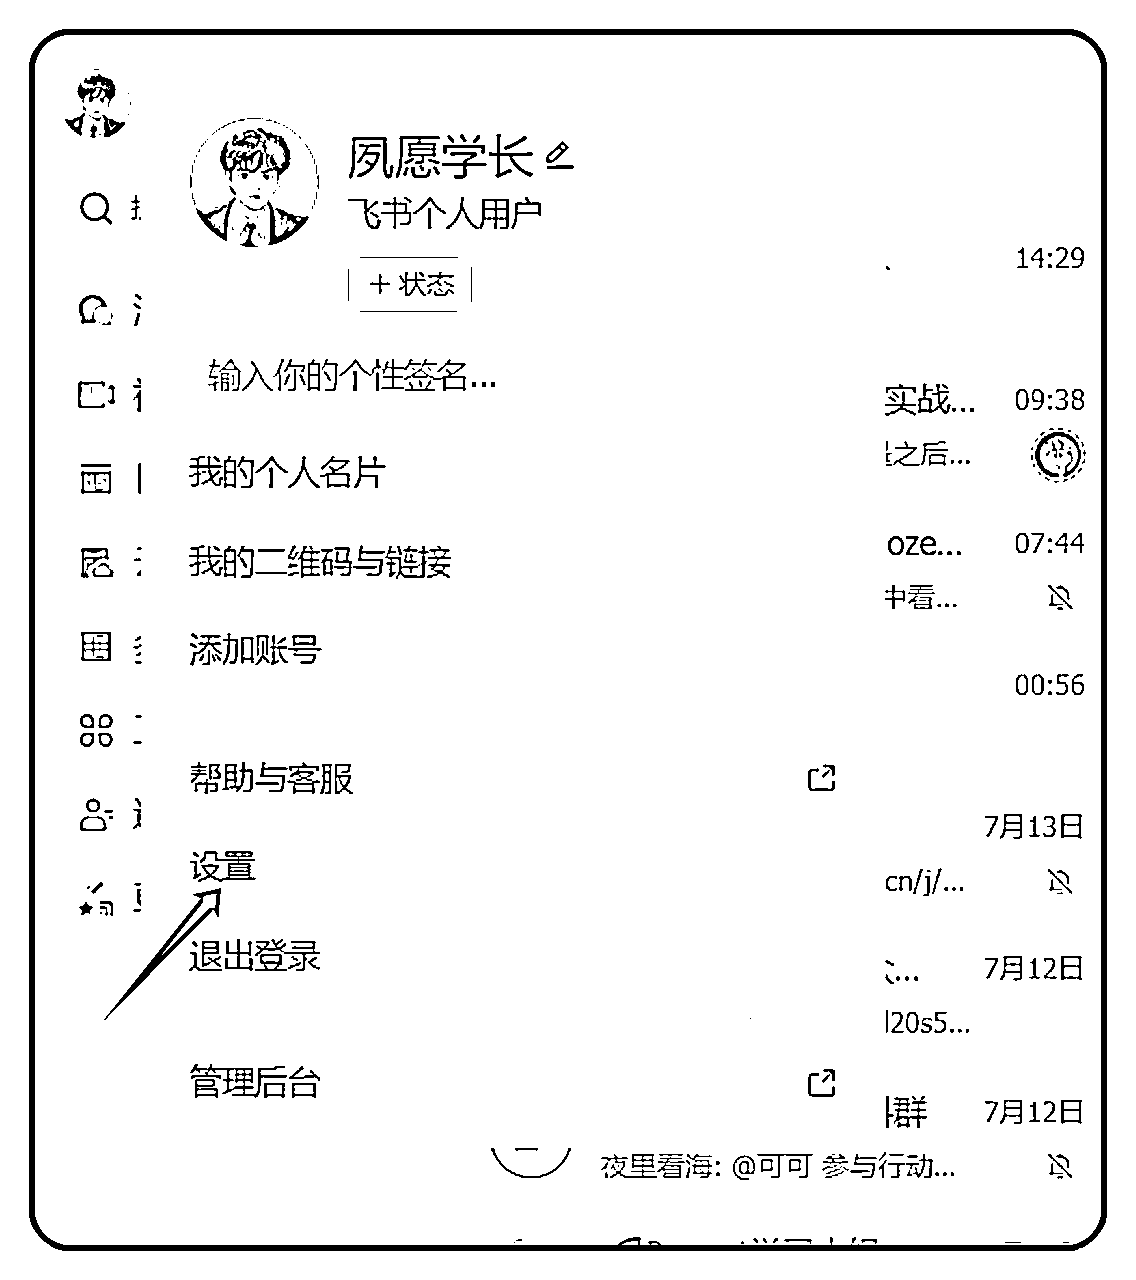 夙愿学长
飞书个人用户
+ 状态
输入你的个性签名...
我的个人名片
我的二维码与链接
添加账号
帮助与客服
设置
退出登录
管理后台
14:29
实战... 09:38
之后...
oze... 07:44
中看...
00:56
7月13日
cn/j/...
... 7月12日
l20s5...
群 7月12日
夜里看海: @可可 参与行动...